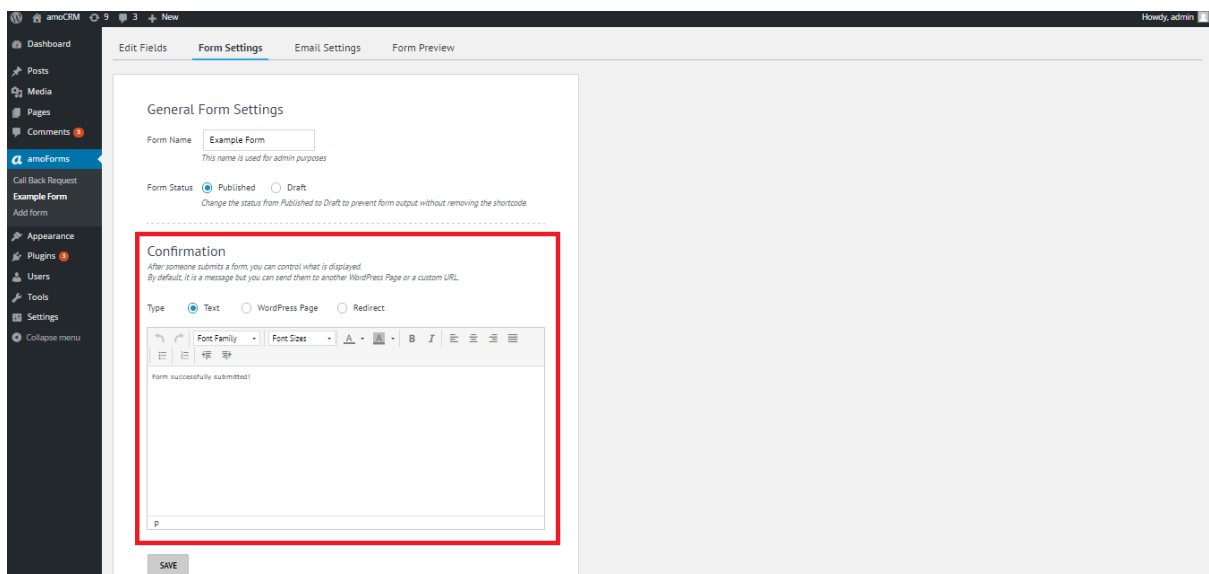 amoCRM 9 3 + New Howdy, admin
Dashboard
Posts
Media
Pages
Comments 3
amoForms
Call Back Request
Example Form
Add form
Appearance
Plugins 3
Users
Tools
Settings
Collapse menu
Edit Fields Form Settings Email Settings Form Preview
General Form Settings
Form Name Example Form
This name is used for admin purposes
Form Status Published Draft
Change the status from Published to Draft to prevent form output without removing the shortcode.
Confirmation
After someone submits a form, you can control what is displayed.
By default, it is a message but you can send them to another WordPress Page or a custom URL.
Type Text WordPress Page Redirect
Font Family Font Sizes A A B I
Form successfully submitted!
p
SAVE